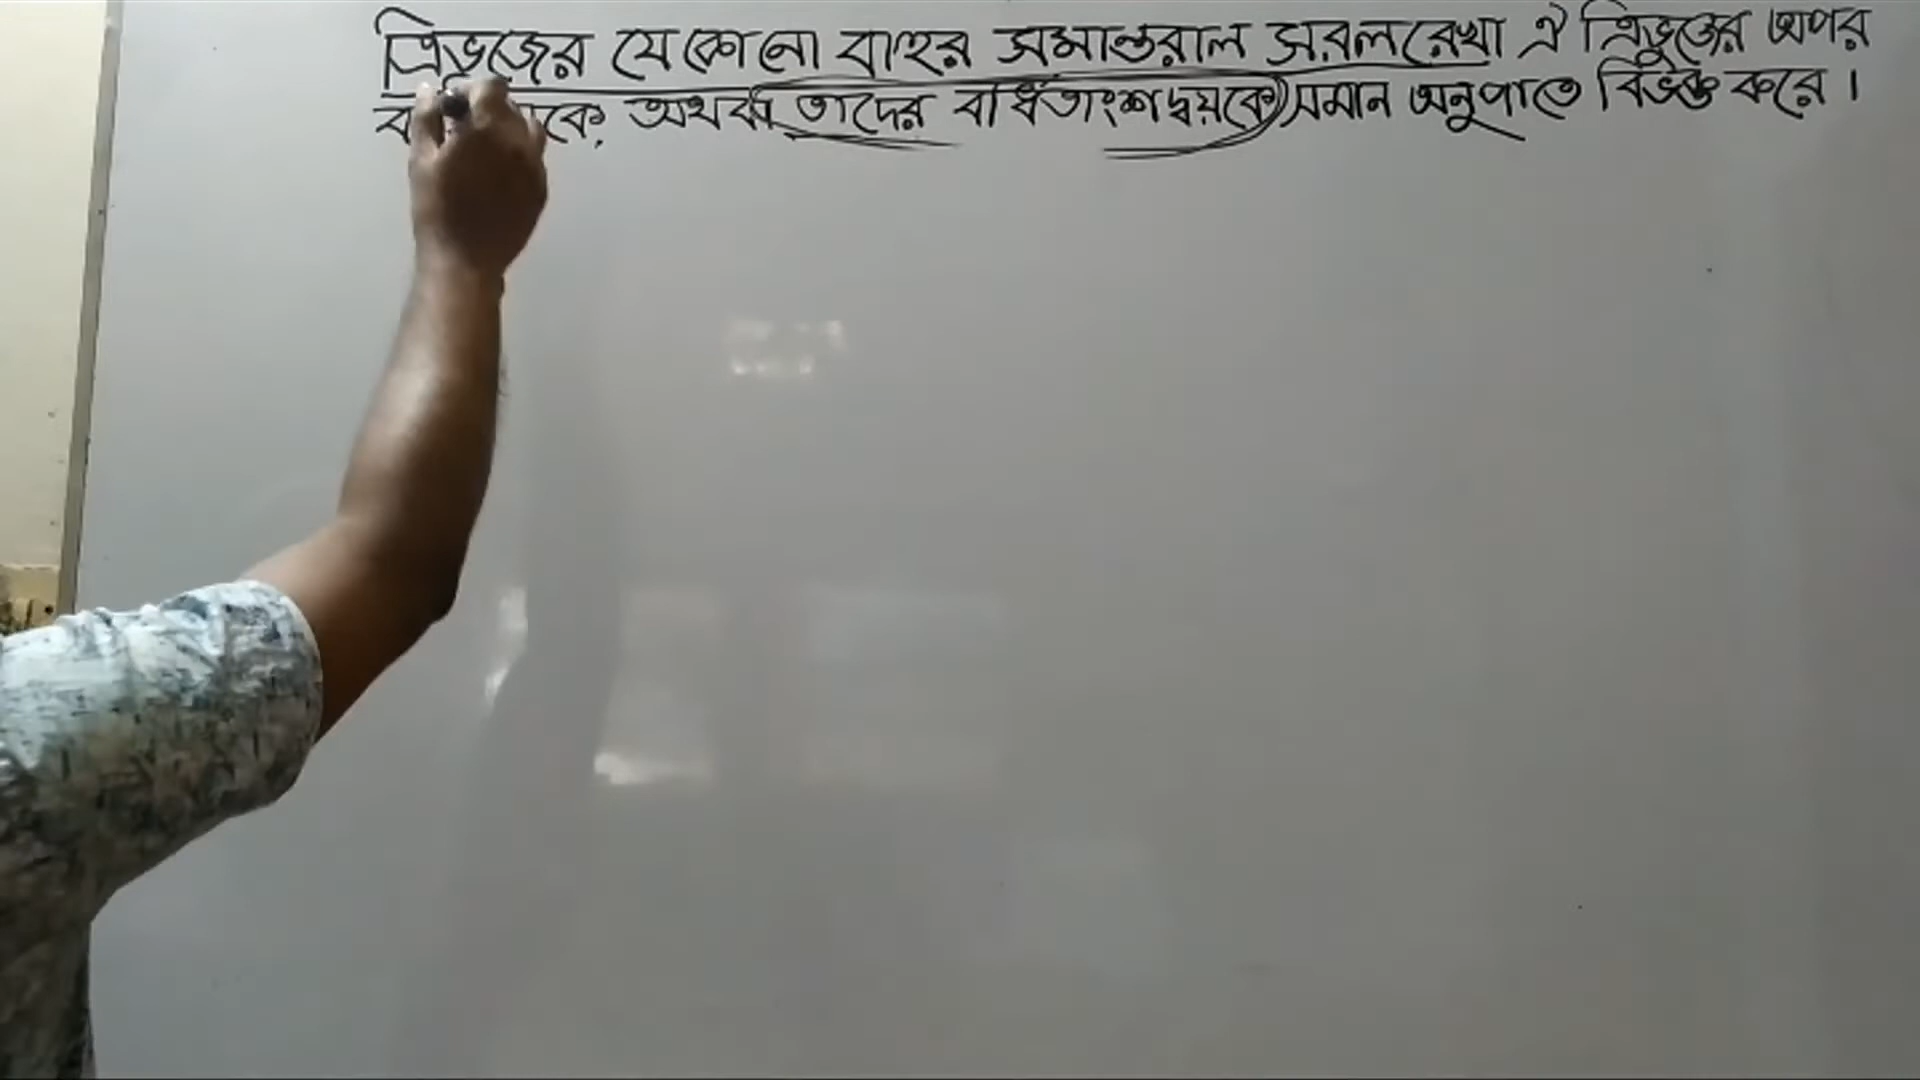 ত্রিভুজের যে কোনো বাহুর সমান্তরাল সরলরেখা ঐ ত্রিভুজের অপর
অথবা তাদের বর্ধিতাংশদ্বয়কে সমান অনুপাতে বিভক্ত করে।